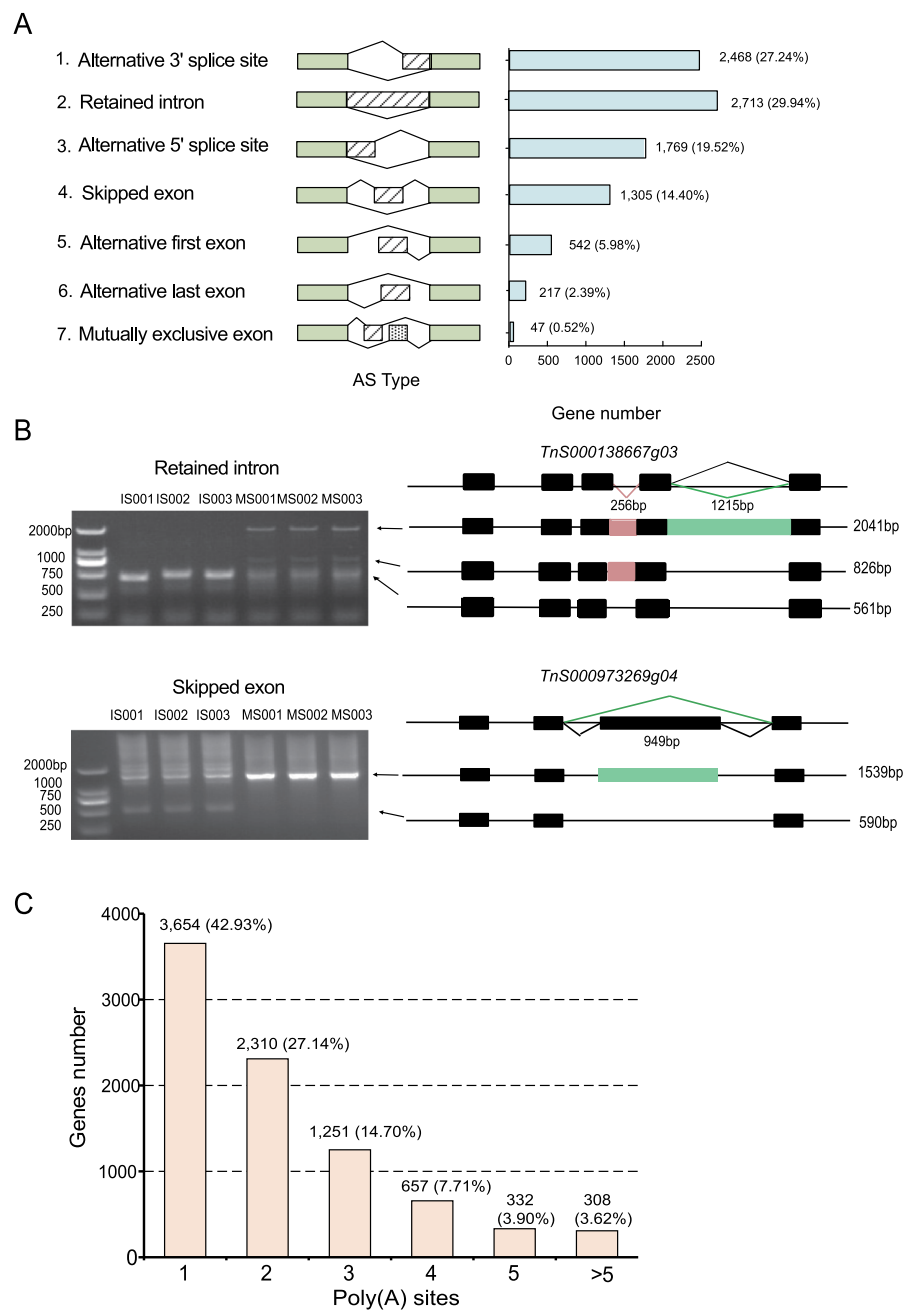 A
1. Alternative 3' splice site
2,468 (27.24%)
2. Retained intron
2,713 (29.94%)
3. Alternative 5' splice site
1,769 (19.52%)
4. Skipped exon
1,305 (14.40%)
5. Alternative first exon
542 (5.98%)
6. Alternative last exon
217 (2.39%)
7. Mutually exclusive exon
47 (0.52%)
0 500 1000 1500 2000 2500
AS Type
Gene number
B
Retained intron
IS001 IS002 IS003 MS001 MS002 MS003
2000bp
1000
750
500
250
TnS000138667g03
256bp 1215bp
2041bp
826bp
561bp
Skipped exon
IS001 IS002 IS003 MS001 MS002 MS003
2000bp
1000
750
500
250
TnS000973269g04
949bp
1539bp
590bp
C
Genes number
4000
3000
2000
1000
0
3,654 (42.93%)
2,310 (27.14%)
1,251 (14.70%)
657 (7.71%)
332
(3.90%)
308
(3.62%)
1 2 3 4 5 >5
Poly(A) sites